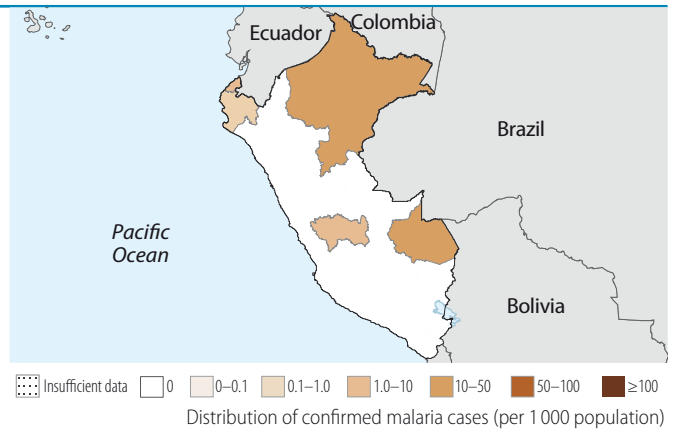 Ecuador
Colombia
Brazil
Pacific
Ocean
Bolivia
Insufficient data 0 0–0.1 0.1–1.0 1.0–10 10–50 50–100 ≥100
Distribution of confirmed malaria cases (per 1 000 population)